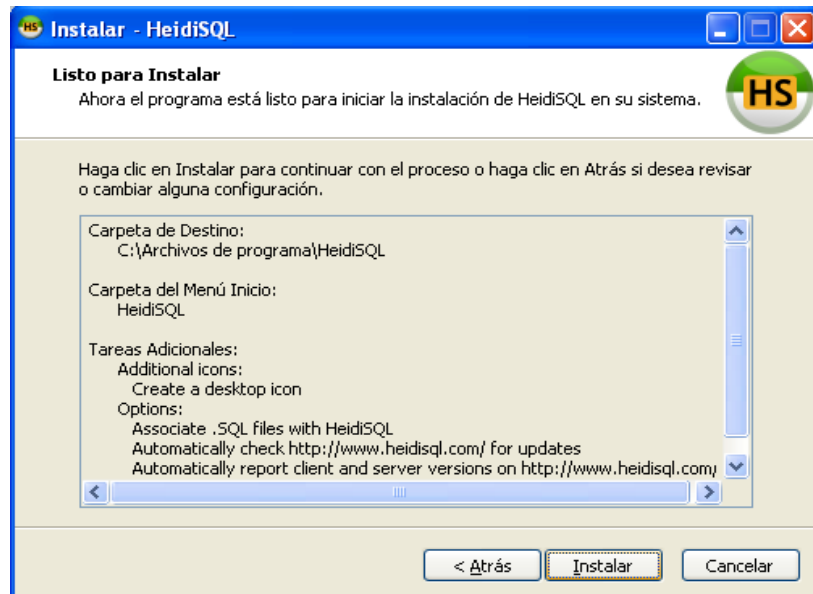 Instalar - HeidiSQL
Listo para Instalar
Ahora el programa está listo para iniciar la instalación de HeidiSQL en su sistema.
HS
Haga clic en Instalar para continuar con el proceso o haga clic en Atrás si desea revisar
o cambiar alguna configuración.
Carpeta de Destino:
C:\Archivos de programa\HeidiSQL
Carpeta del Menú Inicio:
HeidiSQL
Tareas Adicionales:
Additional icons:
Create a desktop icon
Options:
Associate .SQL files with HeidiSQL
Automatically check http://www.heidisql.com/ for updates
Automatically report client and server versions on http://www.heidisql.com/
< Atrás
Instalar
Cancelar